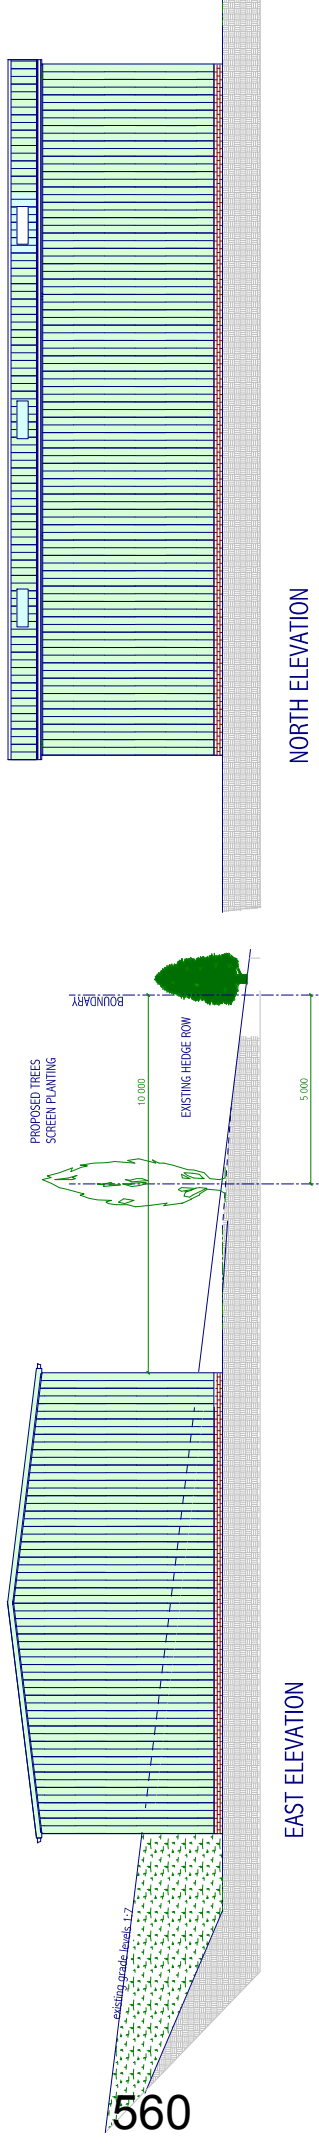 NORTH ELEVATION
BOUNDARY
PROPOSED TREES
SCREEN PLANTING
10 000
EXISTING HEDGE ROW
5 000
EAST ELEVATION
existing grade levels 1:7
560